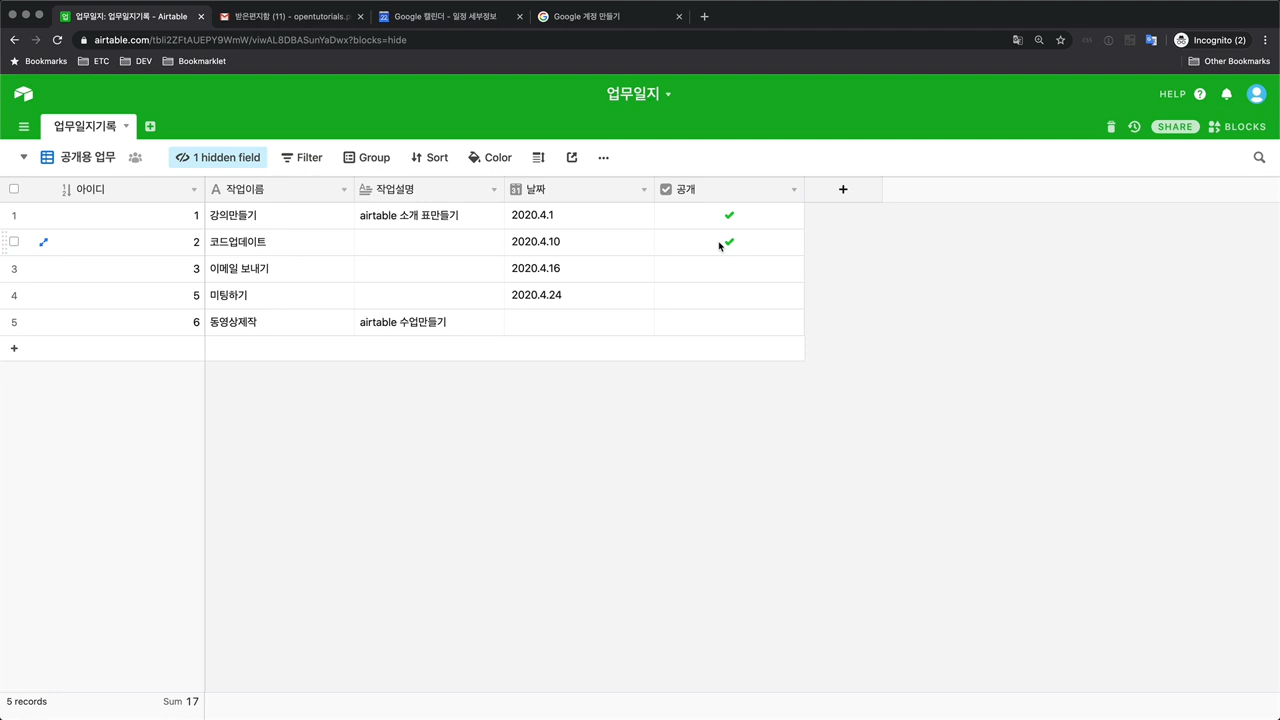 업무일지: 업무일지기록 - Airtable
받은편지함 (11) - opentutorials.p
Google 캘린더 - 일정 세부정보
Google 계정 만들기
airtable.com/tbli2ZFtAUEPY9WmW/viwAL8DBASunYaDwx?blocks=hide
Incognito (2)
Bookmarks ETC DEV Bookmarklet Other Bookmarks
업무일지
HELP
업무일지기록
SHARE BLOCKS
공개용 업무 1 hidden field Filter Group Sort Color
아이디 작업이름 작업설명 날짜 공개
1 1 강의만들기 airtable 소개 표만들기 2020.4.1
2 코드업데이트 2020.4.10
3 3 이메일 보내기 2020.4.16
4 5 미팅하기 2020.4.24
5 6 동영상제작 airtable 수업만들기
5 records Sum 17